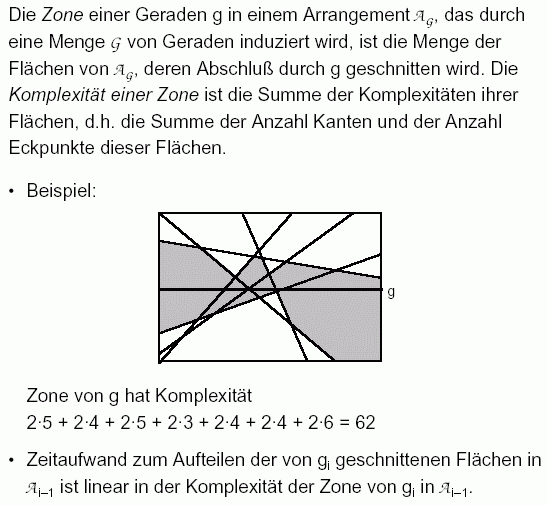 Die Zone einer Geraden g in einem Arrangement 𝒜𝒢, das durch
eine Menge 𝒢 von Geraden induziert wird, ist die Menge der
Flächen von 𝒜𝒢, deren Abschluß durch g geschnitten wird. Die
Komplexität einer Zone ist die Summe der Komplexitäten ihrer
Flächen, d.h. die Summe der Anzahl Kanten und der Anzahl
Eckpunkte dieser Flächen.
• Beispiel:
g
Zone von g hat Komplexität
2·5 + 2·4 + 2·5 + 2·3 + 2·4 + 2·4 + 2·6 = 62
• Zeitaufwand zum Aufteilen der von gi geschnittenen Flächen in
𝒜i–1 ist linear in der Komplexität der Zone von gi in 𝒜i–1.